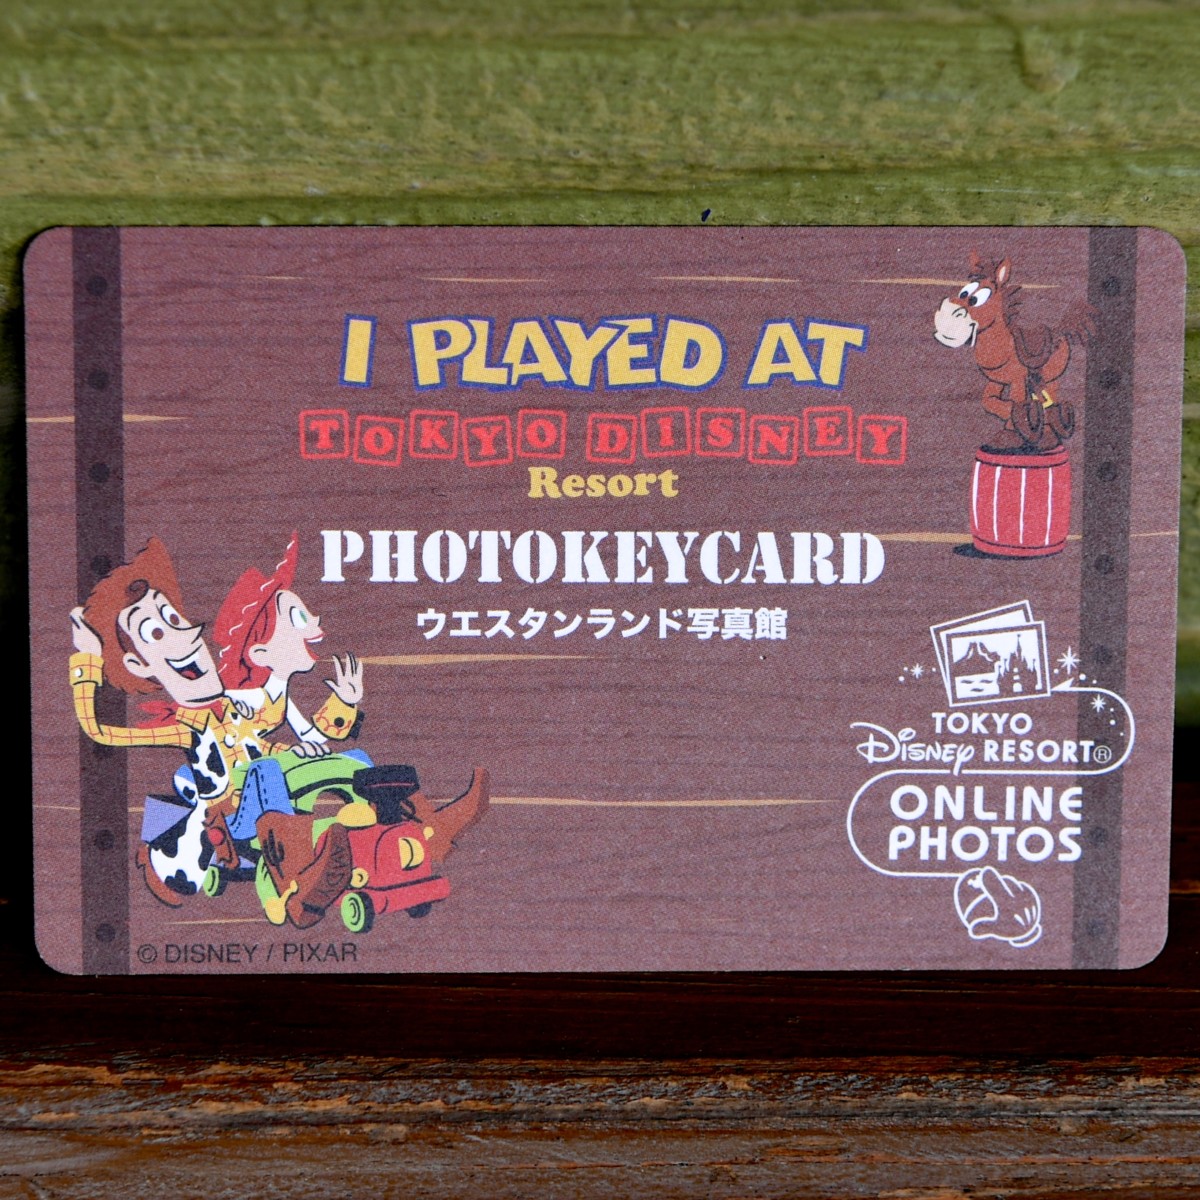 I PLAYED AT
TOKYO DISNEY
Resort
PHOTOKEYCARD
ウエスタンランド写真館
TOKYO
Disney RESORT®
ONLINE
PHOTOS
© DISNEY / PIXAR